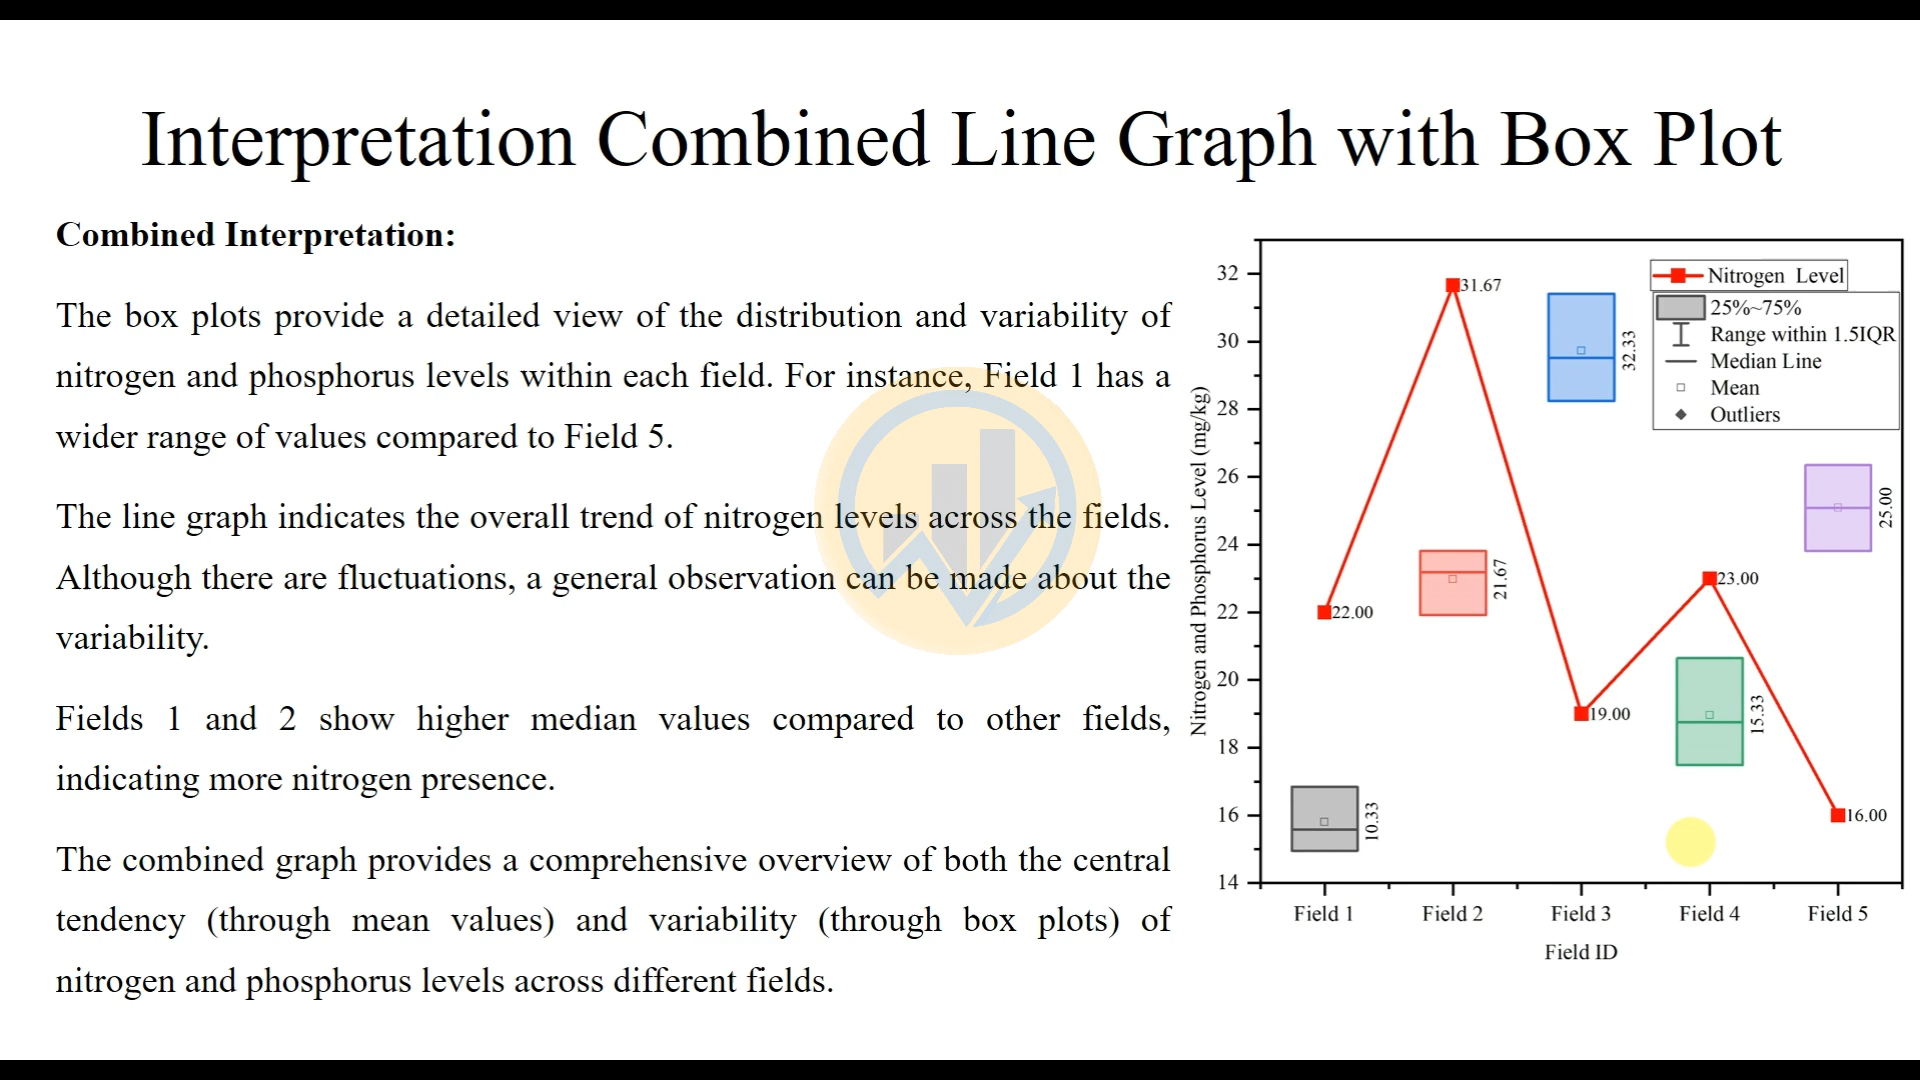 Interpretation Combined Line Graph with Box Plot
Combined Interpretation:
The box plots provide a detailed view of the distribution and variability of
nitrogen and phosphorus levels within each field. For instance, Field 1 has a
wider range of values compared to Field 5.
The line graph indicates the overall trend of nitrogen levels across the fields.
Although there are fluctuations, a general observation can be made about the
variability.
Fields 1 and 2 show higher median values compared to other fields,
indicating more nitrogen presence.
The combined graph provides a comprehensive overview of both the central
tendency (through mean values) and variability (through box plots) of
nitrogen and phosphorus levels across different fields.
Nitrogen and Phosphorus Level (mg/kg)
32
30
28
26
24
22
20
18
16
14
Nitrogen Level
25%~75%
Range within 1.5IQR
Median Line
Mean
Outliers
31.67
32.33
25.00
21.67
23.00
22.00
19.00
15.33
10.33
16.00
Field 1
Field 2
Field 3
Field 4
Field 5
Field ID